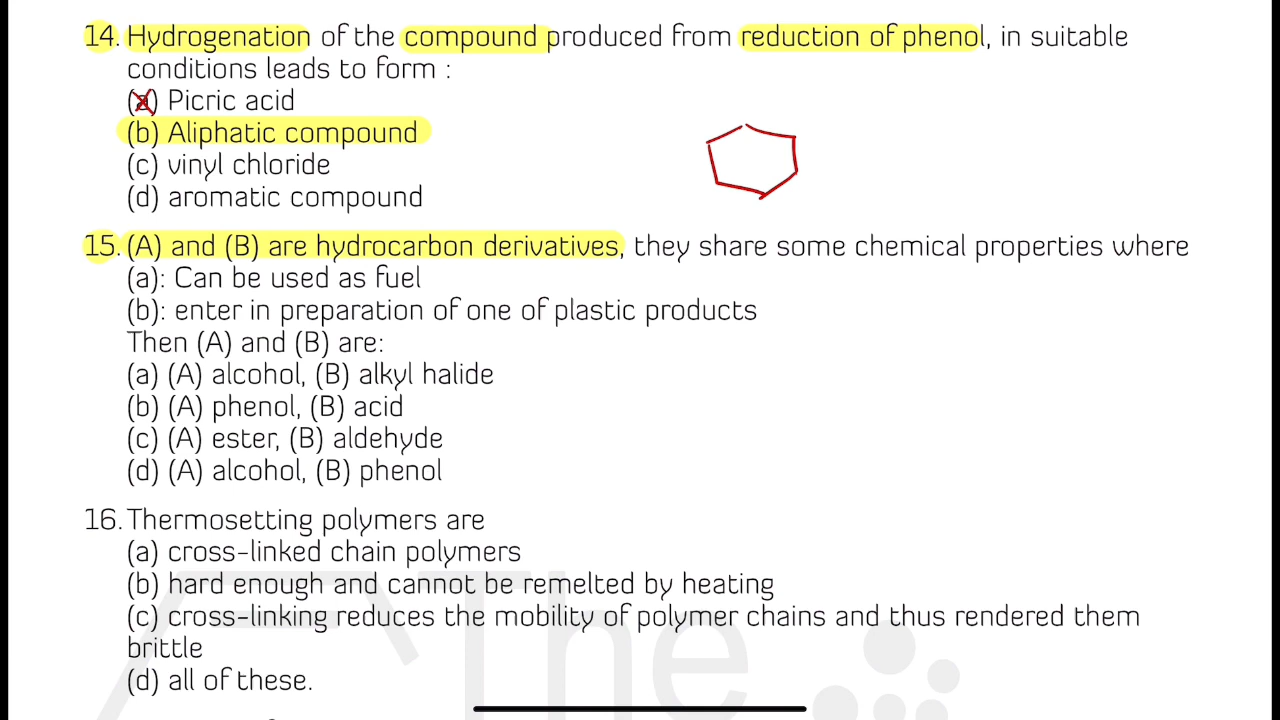 14. Hydrogenation of the compound produced from reduction of phenol, in suitable
conditions leads to form :
(a) Picric acid
(b) Aliphatic compound
(c) vinyl chloride
(d) aromatic compound
15. (A) and (B) are hydrocarbon derivatives, they share some chemical properties where
(a): Can be used as fuel
(b): enter in preparation of one of plastic products
Then (A) and (B) are:
(a) (A) alcohol, (B) alkyl halide
(b) (A) phenol, (B) acid
(c) (A) ester, (B) aldehyde
(d) (A) alcohol, (B) phenol
16. Thermosetting polymers are
(a) cross-linked chain polymers
(b) hard enough and cannot be remelted by heating
(c) cross-linking reduces the mobility of polymer chains and thus rendered them
brittle
(d) all of these.
The